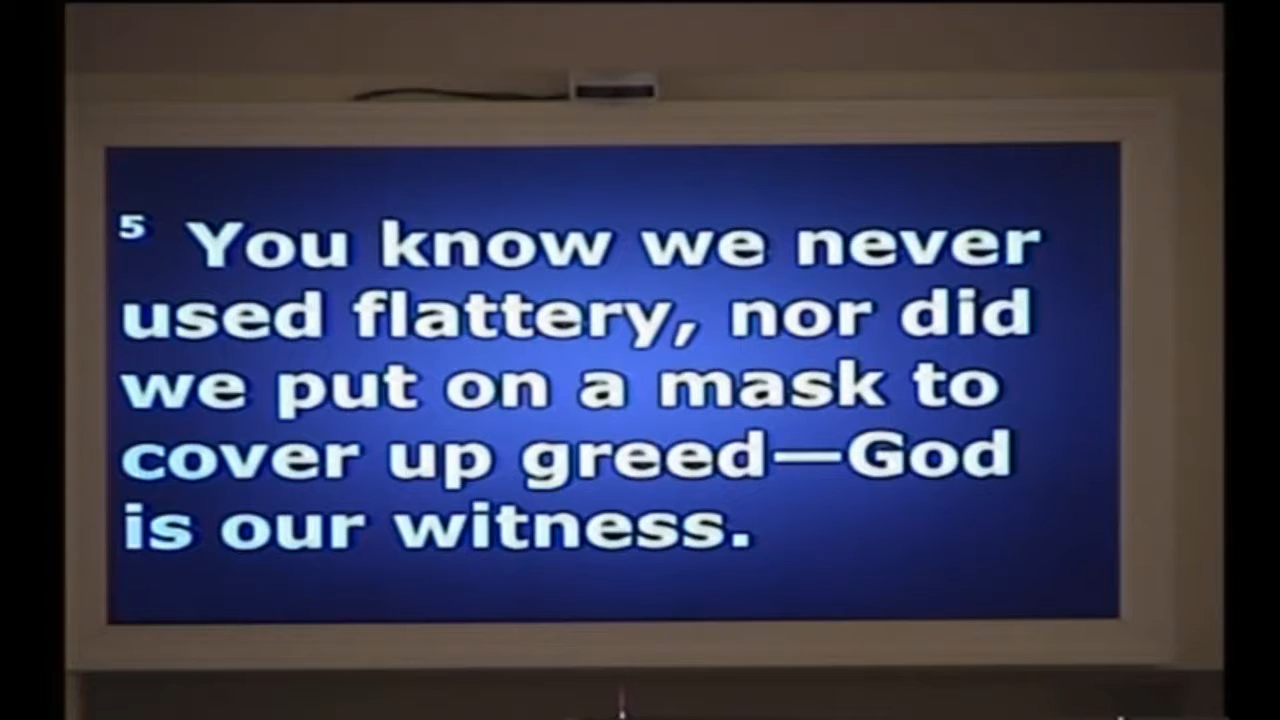 5 You know we never
used flattery, nor did
we put on a mask to
cover up greed—God
is our witness.